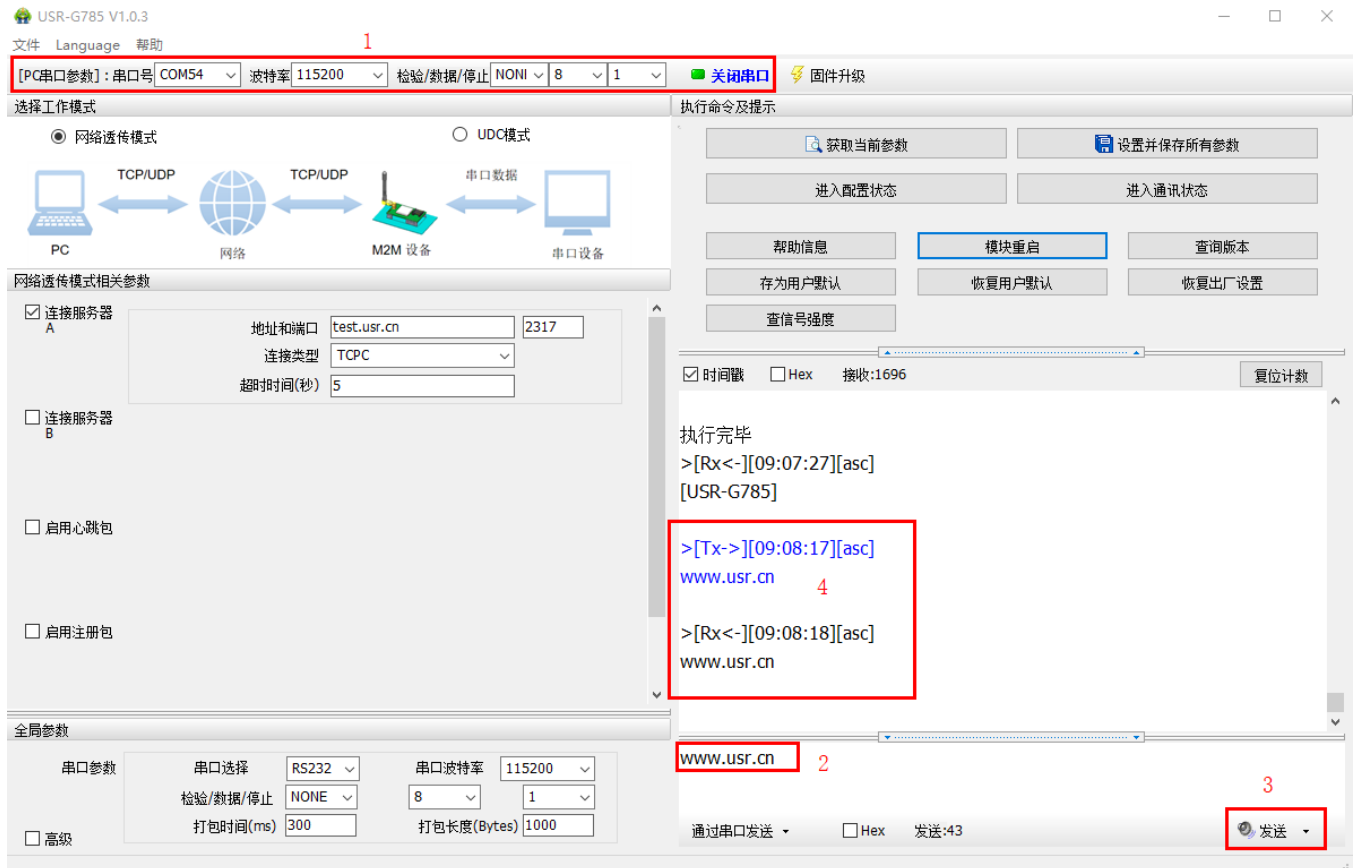 USR-G785 V1.0.3
文件 Language 帮助
1
[PC串口参数]：串口号 COM54 波特率 115200 检验/数据/停止 NONI 8 1 关闭串口 固件升级
选择工作模式
网络透传模式 UDC模式
TCP/UDP TCP/UDP 串口数据
PC 网络 M2M 设备 串口设备
网络透传模式相关参数
连接服务器
A
地址和端口 test.usr.cn 2317
连接类型 TCPC
超时时间(秒) 5
连接服务器
B
启用心跳包
启用注册包
全局参数
串口参数 串口选择 RS232 串口波特率 115200
检验/数据/停止 NONE 8 1
打包时间(ms) 300 打包长度(Bytes) 1000
高级
执行命令及提示
获取当前参数 设置并保存所有参数
进入配置状态 进入通讯状态
帮助信息 模块重启 查询版本
存为用户默认 恢复用户默认 恢复出厂设置
查信号强度
时间戳 Hex 接收:1696 复位计数
执行完毕
>[Rx<-][09:07:27][asc]
[USR-G785]
>[Tx->][09:08:17][asc]
www.usr.cn
4
>[Rx<-][09:08:18][asc]
www.usr.cn
www.usr.cn 2
3
通过串口发送 Hex 发送:43 发送